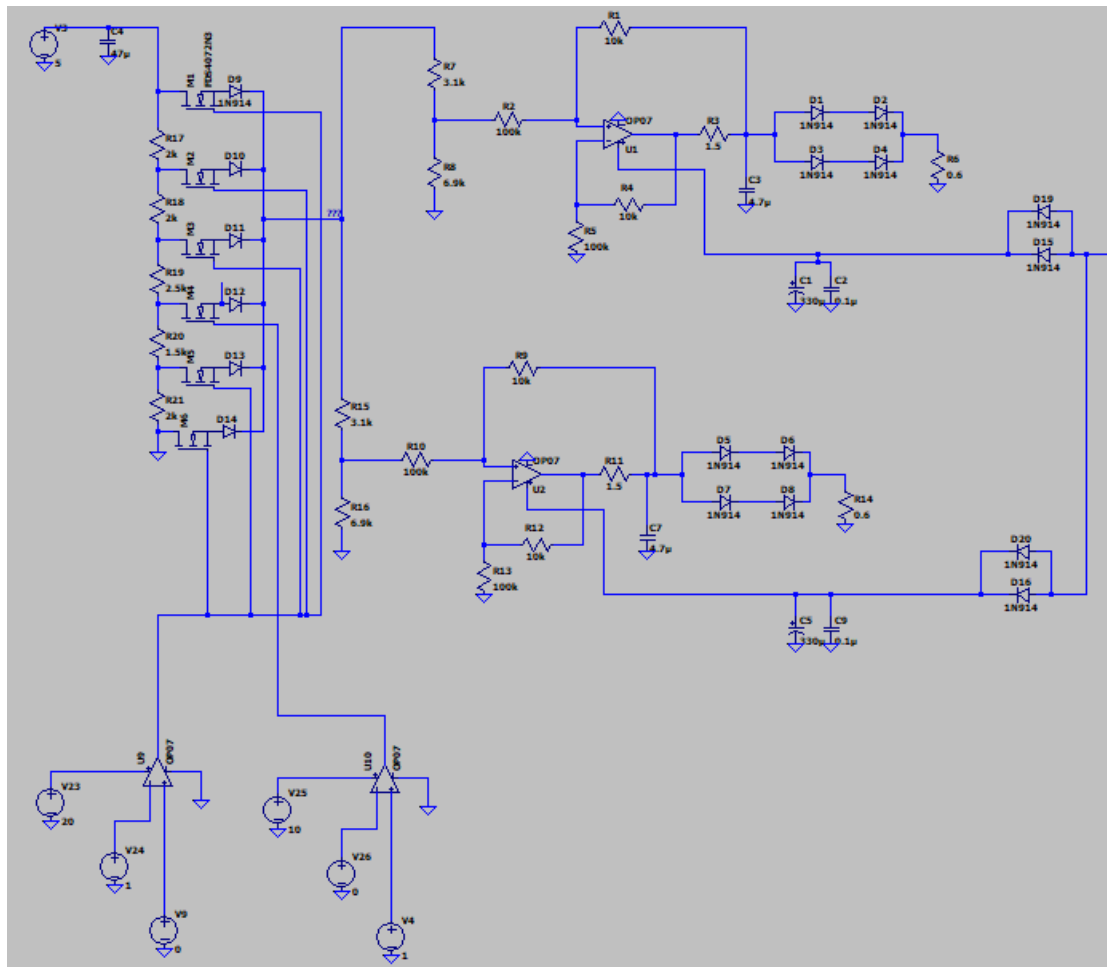 V3
5
C4
47µ
M1
FDS4072N3
D9
1N914
R17
2k
M2
D10
R18
2k
M3
D11
R19
2.5k
M4
D12
R20
1.5k
M5
D13
R21
2k
M6
D14
???
R7
3.1k
R8
6.9k
R2
100k
R1
10k
OP07
U1
R3
1.5
R4
10k
R5
100k
C3
4.7µ
D1
1N914
D2
1N914
D3
1N914
D4
1N914
R6
0.6
D19
1N914
D15
1N914
C1
330µ
C2
0.1µ
R15
3.1k
R16
6.9k
R10
100k
R9
10k
OP07
U2
R11
1.5
R12
10k
R13
100k
C7
4.7µ
D5
1N914
D6
1N914
D7
1N914
D8
1N914
R14
0.6
D20
1N914
D16
1N914
C5
330µ
C9
0.1µ
U9
OP07
V23
20
V24
1
V9
0
U10
OP07
V25
10
V26
0
V4
1